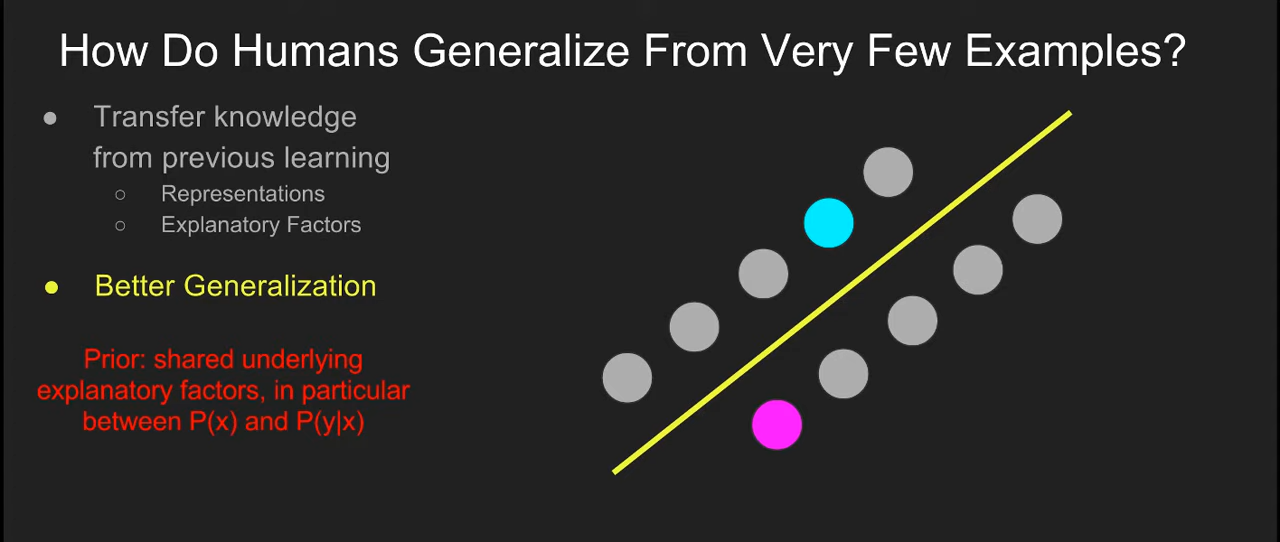 How Do Humans Generalize From Very Few Examples?
Transfer knowledge
from previous learning
Representations
Explanatory Factors
Better Generalization
Prior: shared underlying
explanatory factors, in particular
between P(x) and P(y|x)